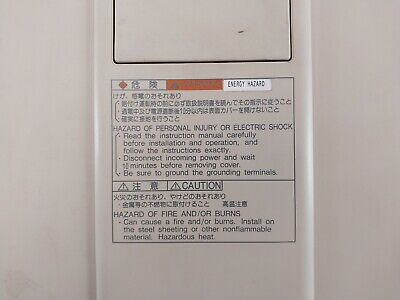 危 険 ENERGY HAZARD
けが、感電のおそれあり
・据付け運転時の前に必ず取扱説明書を読んでその指示に従うこと
・通電中及び電源遮断後10分以内は表面カバーを開けないこと
・確実に接地を行うこと
HAZARD OF PERSONAL INJURY OR ELECTRIC SHOCK
・Read the instruction manual carefully
before installation and operation, and
follow the instructions exactly.
・Disconnect incoming power and wait
10 minutes before removing cover.
・Be sure to ground the grounding terminals.
⚠ 注 意 ⚠CAUTION
火災のおそれあり、やけどのおそれあり
・金属等の不燃物に取付けること 高温注意
HAZARD OF FIRE AND/OR BURNS
- Can cause a fire and/or burns. Install on
the steel sheeting or other nonflammable
material. Hazardous heat.